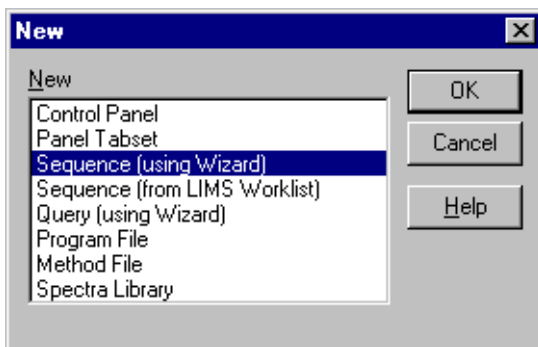 New
New
OK
Control Panel
Panel Tabset
Cancel
Sequence (using Wizard)
Sequence (from LIMS Worklist)
Query (using Wizard)
Help
Program File
Method File
Spectra Library